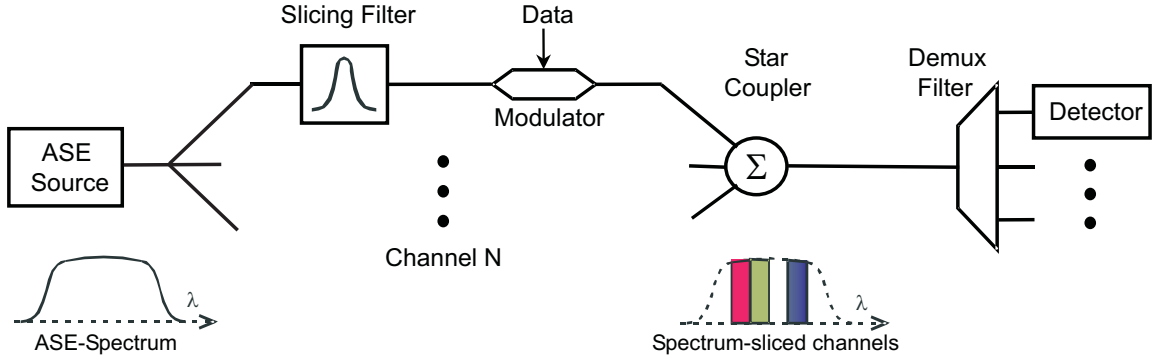 Slicing Filter
Data
Star
Coupler
Demux
Filter
ASE
Source
Modulator
Σ
Detector
Channel N
λ
ASE-Spectrum
λ
Spectrum-sliced channels